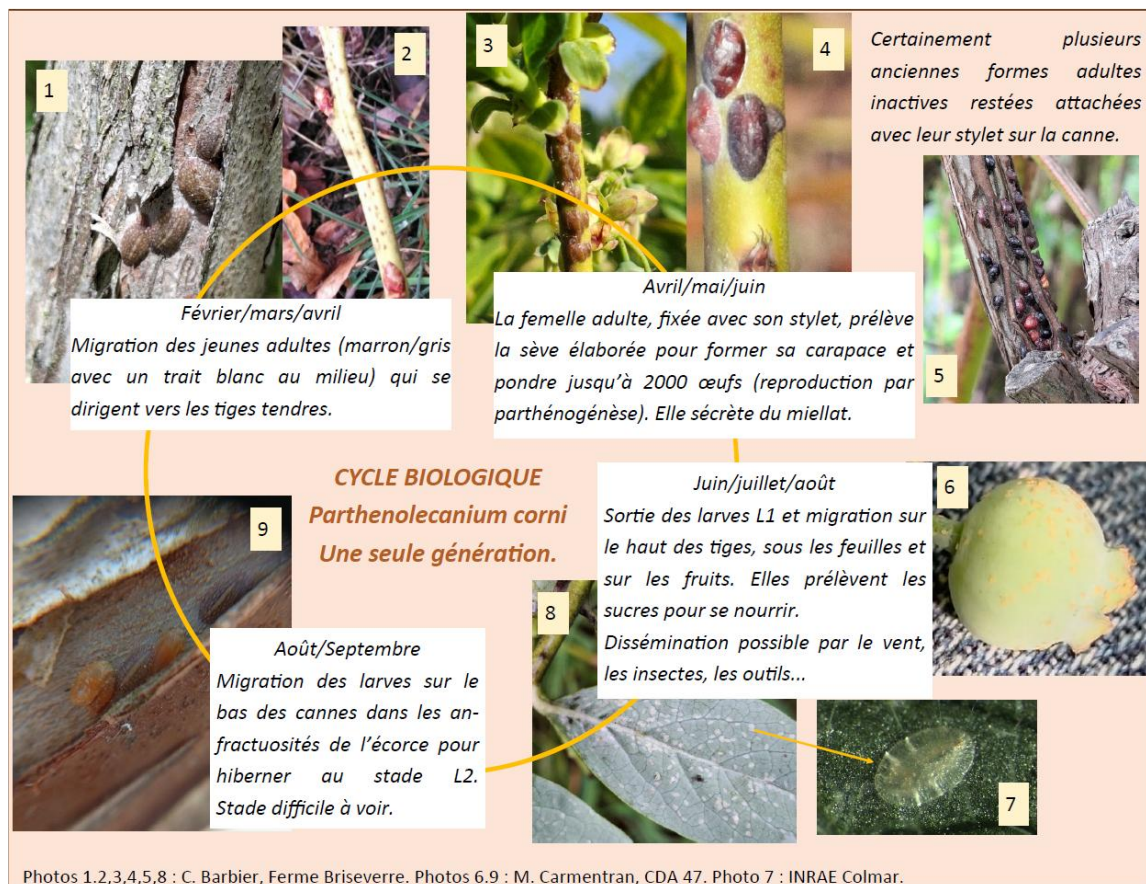 1
2
3
4
Certainement plusieurs
anciennes formes adultes
inactives restées attachées
avec leur stylet sur la canne.
5
Février/mars/avril
Migration des jeunes adultes (marron/gris
avec un trait blanc au milieu) qui se
dirigent vers les tiges tendres.
Avril/mai/juin
La femelle adulte, fixée avec son stylet, prélève
la sève élaborée pour former sa carapace et
pondre jusqu'à 2000 œufs (reproduction par
parthénogénèse). Elle sécrète du miellat.
CYCLE BIOLOGIQUE
Parthenolecanium corni
Une seule génération.
Juin/juillet/août
Sortie des larves L1 et migration sur
le haut des tiges, sous les feuilles et
sur les fruits. Elles prélèvent les
sucres pour se nourrir.
Dissémination possible par le vent,
les insectes, les outils...
6
9
8
7
Août/Septembre
Migration des larves sur le
bas des cannes dans les an-
fractuosités de l'écorce pour
hiberner au stade L2.
Stade difficile à voir.
Photos 1.2,3,4,5,8 : C. Barbier, Ferme Briseverre. Photos 6.9 : M. Carmentran, CDA 47. Photo 7 : INRAE Colmar.